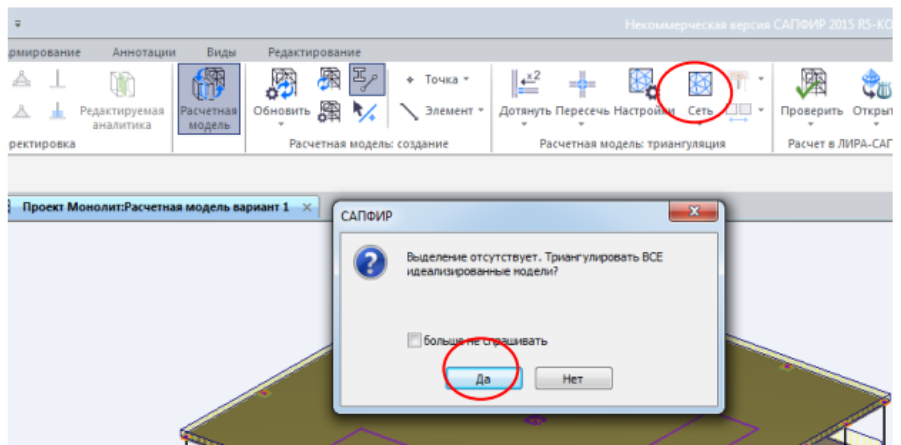 Некоммерческая версия САПФИР 2015 R5-КО
рмирование Аннотации Виды Редактирование
Редактируемая аналитика
Расчетная модель
Обновить
Точка
Элемент
Дотянуть Пересечь Настройки Сеть
Проверить Открыт
ректировка
Расчетная модель: создание
Расчетная модель: триангуляция
Расчет в ЛИРА-САП
Проект Монолит:Расчетная модель вариант 1
САПФИР
Выделение отсутствует. Триангулировать ВСЕ
идеализированные модели?
больше не спрашивать
Да Нет